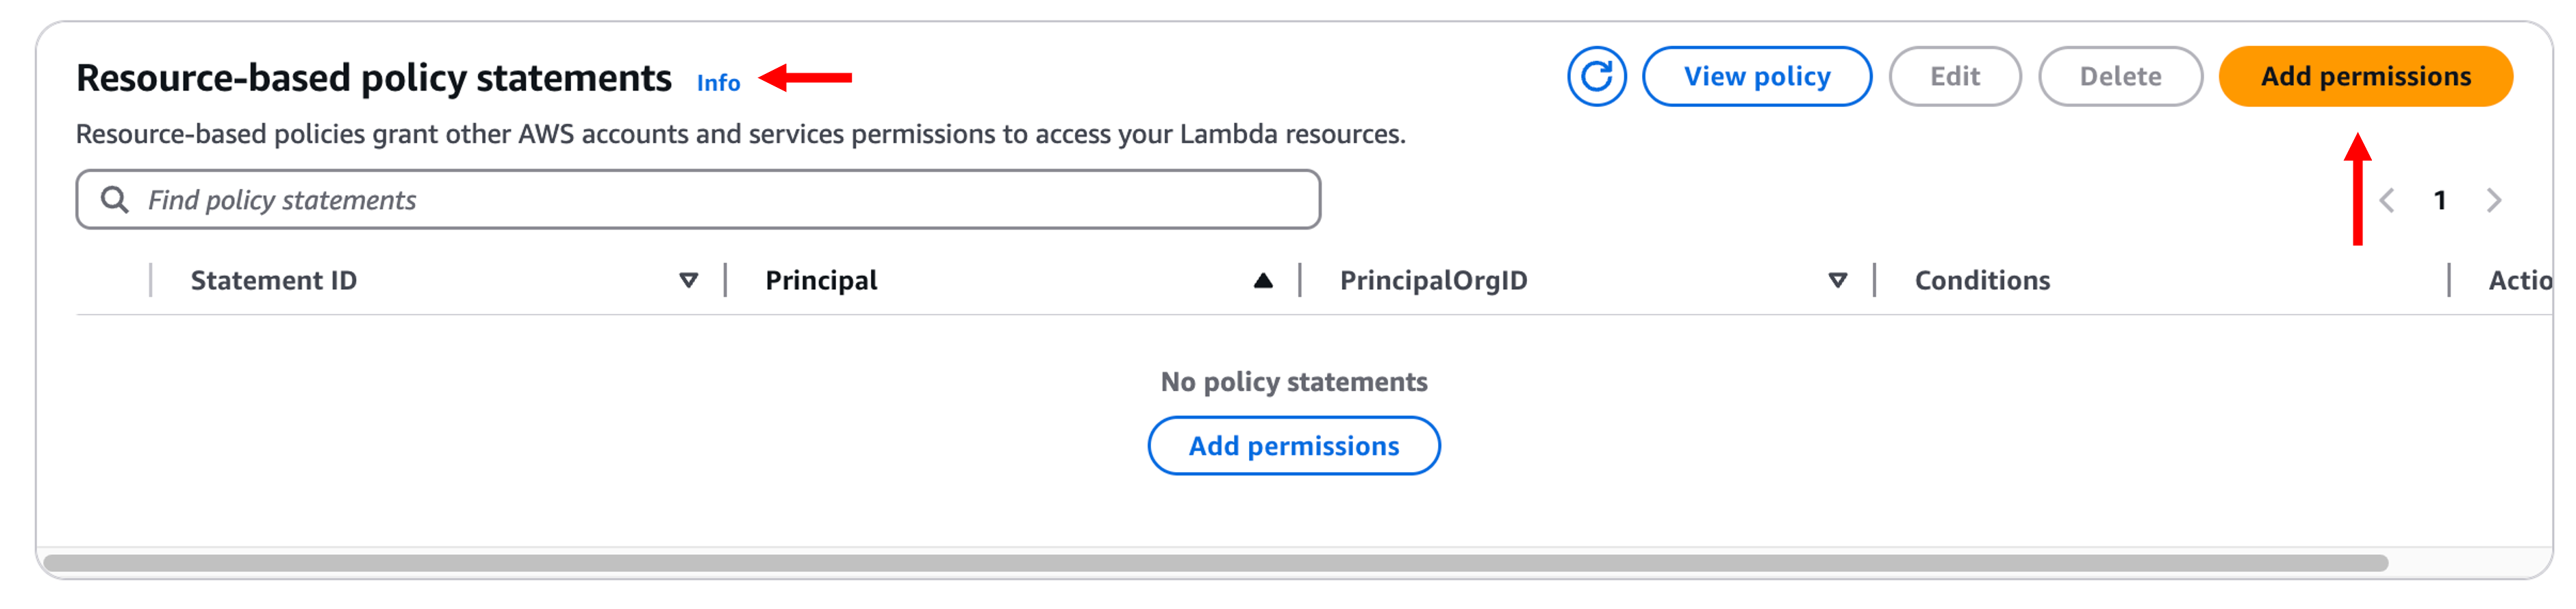 Resource-based policy statements Info
View policy
Edit
Delete
Add permissions
Resource-based policies grant other AWS accounts and services permissions to access your Lambda resources.
Find policy statements
1
Statement ID
Principal
PrincipalOrgID
Conditions
Actio
No policy statements
Add permissions